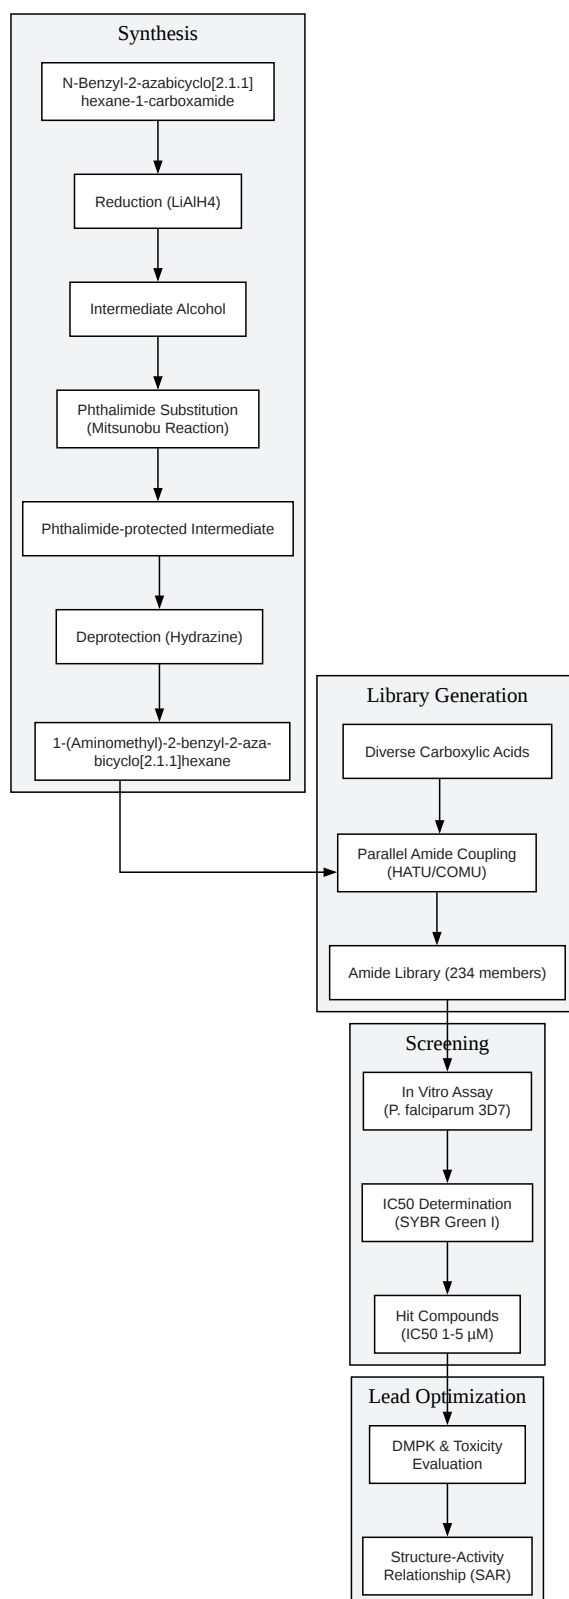 Synthesis
N-Benzyl-2-azabicyclo[2.1.1]
hexane-1-carboxamide
Reduction (LiAlH4)
Intermediate Alcohol
Phthalimide Substitution
(Mitsunobu Reaction)
Phthalimide-protected Intermediate
Deprotection (Hydrazine)
1-(Aminomethyl)-2-benzyl-2-aza-
bicyclo[2.1.1]hexane
Library Generation
Diverse Carboxylic Acids
Parallel Amide Coupling
(HATU/COMU)
Amide Library (234 members)
Screening
In Vitro Assay
(P. falciparum 3D7)
IC50 Determination
(SYBR Green I)
Hit Compounds
(IC50 1-5 µM)
Lead Optimization
DMPK & Toxicity
Evaluation
Structure-Activity
Relationship (SAR)